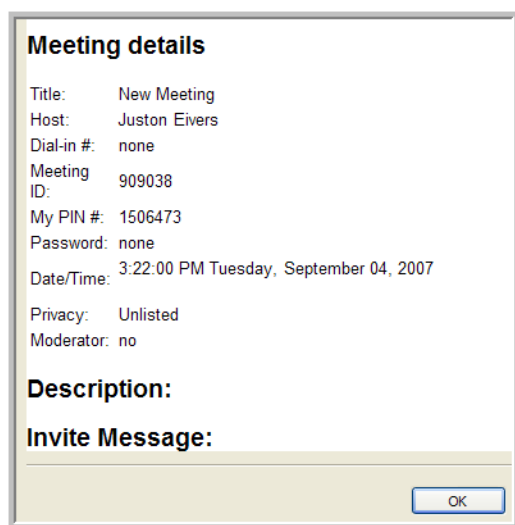 Meeting details
Title: New Meeting
Host: Juston Eivers
Dial-in #: none
Meeting ID: 909038
My PIN #: 1506473
Password: none
Date/Time: 3:22:00 PM Tuesday, September 04, 2007
Privacy: Unlisted
Moderator: no
Description:
Invite Message:
OK